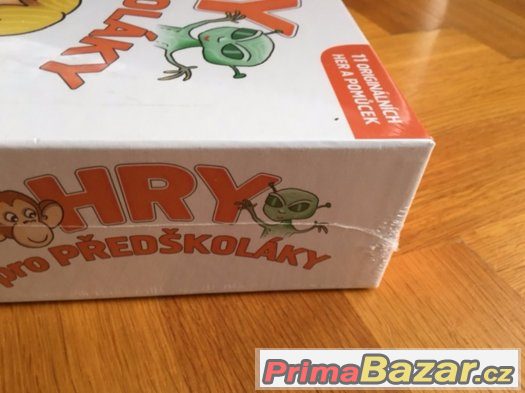 Y
KOLÁKY
11 ORIGINÁLNÍCH
HER A POMŮCEK
HRY
pro PŘEDŠKOLÁKY
PrimaBazar.cz